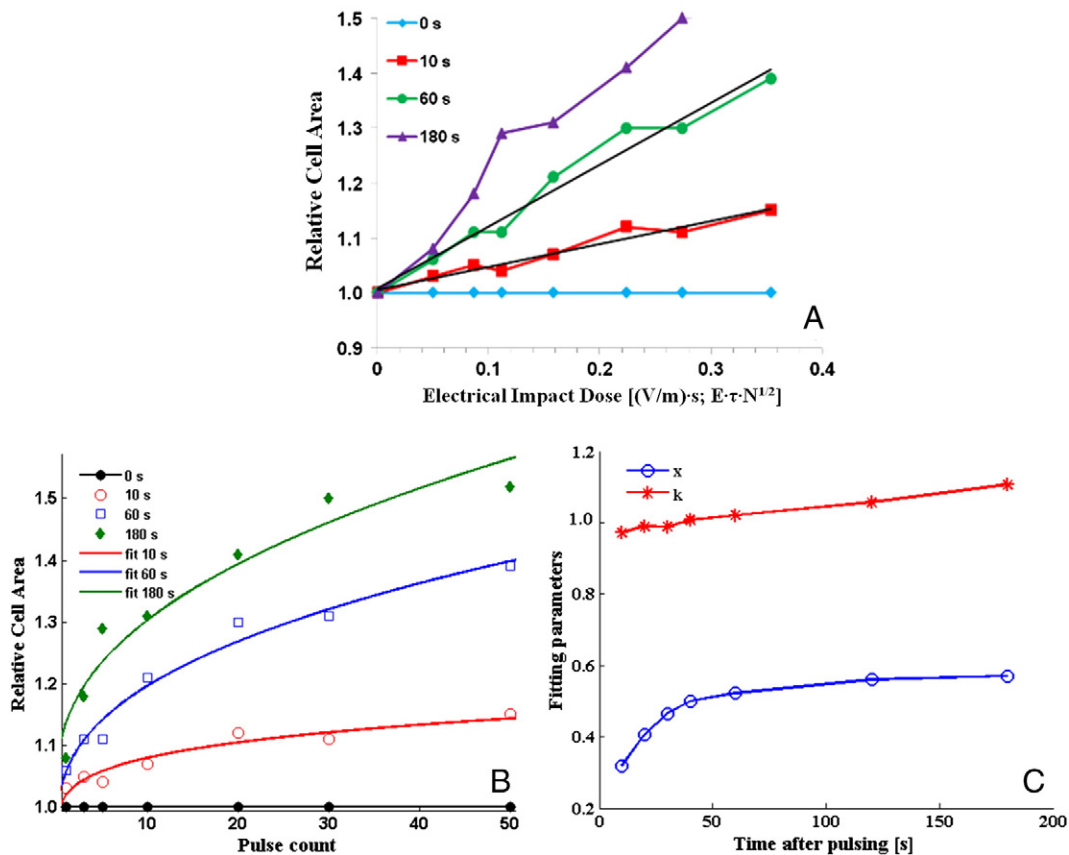 1.5
1.4
1.3
1.2
1.1
1.0
0.9
Relative Cell Area
0 s
10 s
60 s
180 s
A
0 0.1 0.2 0.3 0.4
Electrical Impact Dose [(V/m)·s; E·τ·N1/2]
1.5
1.4
1.3
1.2
1.1
1.0
Relative Cell Area
0 s
10 s
60 s
180 s
fit 10 s
fit 60 s
fit 180 s
B
10 20 30 40 50
Pulse count
1.2
1.0
0.8
0.6
0.4
0.2
Fitting parameters
x
k
C
0 50 100 150 200
Time after pulsing [s]